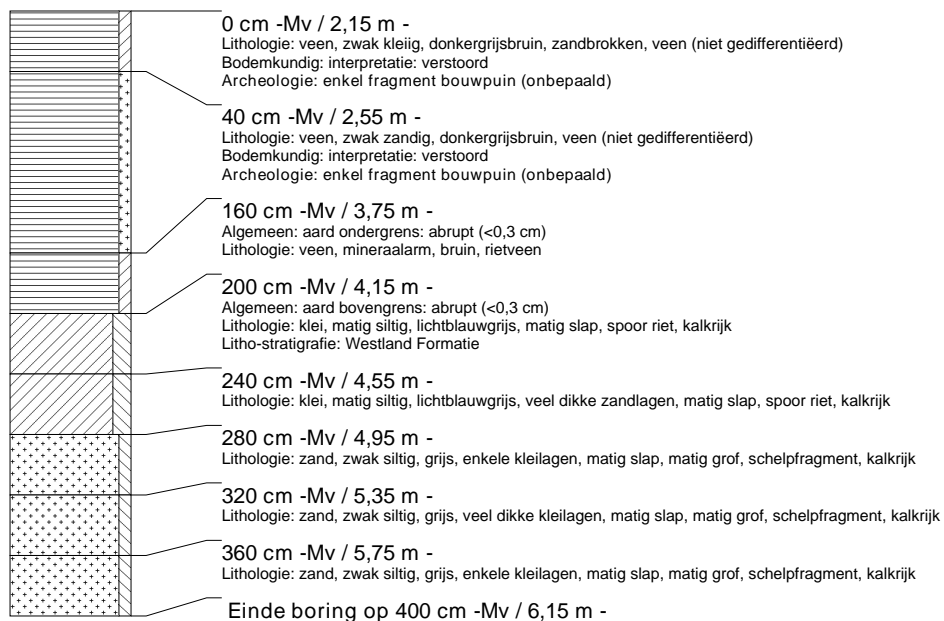 0 cm -Mv / 2,15 m -
Lithologie: veen, zwak kleiig, donkergrijsbruin, zandbrokken, veen (niet gedifferentiëerd)
Bodemkundig: interpretatie: verstoord
Archeologie: enkel fragment bouwpuin (onbepaald)
40 cm -Mv / 2,55 m -
Lithologie: veen, zwak zandig, donkergrijsbruin, veen (niet gedifferentiëerd)
Bodemkundig: interpretatie: verstoord
Archeologie: enkel fragment bouwpuin (onbepaald)
160 cm -Mv / 3,75 m -
Algemeen: aard ondergrens: abrupt (<0,3 cm)
Lithologie: veen, mineraalarm, bruin, rietveen
200 cm -Mv / 4,15 m -
Algemeen: aard bovengrens: abrupt (<0,3 cm)
Lithologie: klei, matig siltig, lichtblauwgrijs, matig slap, spoor riet, kalkrijk
Litho-stratigrafie: Westland Formatie
240 cm -Mv / 4,55 m -
Lithologie: klei, matig siltig, lichtblauwgrijs, veel dikke zandlagen, matig slap, spoor riet, kalkrijk
280 cm -Mv / 4,95 m -
Lithologie: zand, zwak siltig, grijs, enkele kleilagen, matig slap, matig grof, schelpfragment, kalkrijk
320 cm -Mv / 5,35 m -
Lithologie: zand, zwak siltig, grijs, veel dikke kleilagen, matig slap, matig grof, schelpfragment, kalkrijk
360 cm -Mv / 5,75 m -
Lithologie: zand, zwak siltig, grijs, enkele kleilagen, matig slap, matig grof, schelpfragment, kalkrijk
Einde boring op 400 cm -Mv / 6,15 m -